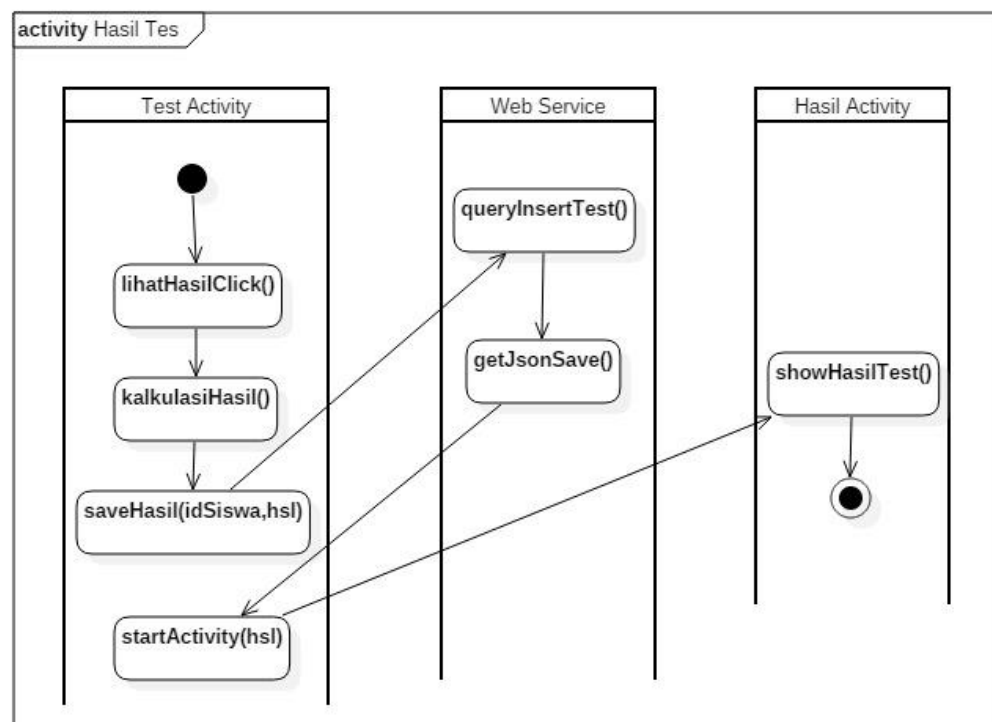 activity Hasil Tes
Test Activity
Web Service
Hasil Activity
lihatHasilClick()
kalkulasiHasil()
saveHasil(idSiswa,hsl)
startActivity(hsl)
queryInsertTest()
getJsonSave()
showHasilTest()